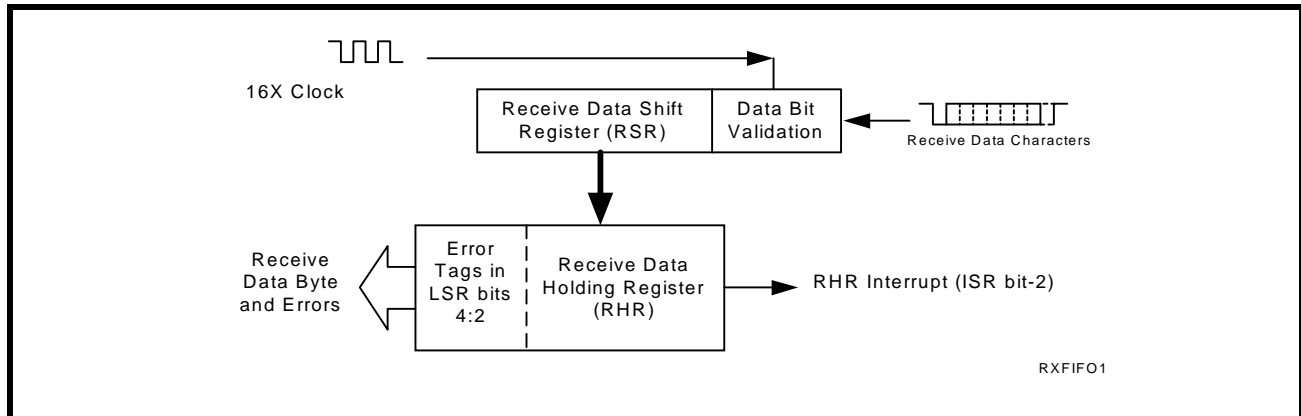 16X Clock
Receive Data Shift
Register (RSR)
Data Bit
Validation
Receive Data Characters
Receive
Data Byte
and Errors
Error
Tags in
LSR bits
4:2
Receive Data
Holding Register
(RHR)
RHR Interrupt (ISR bit-2)
RXFIFO1